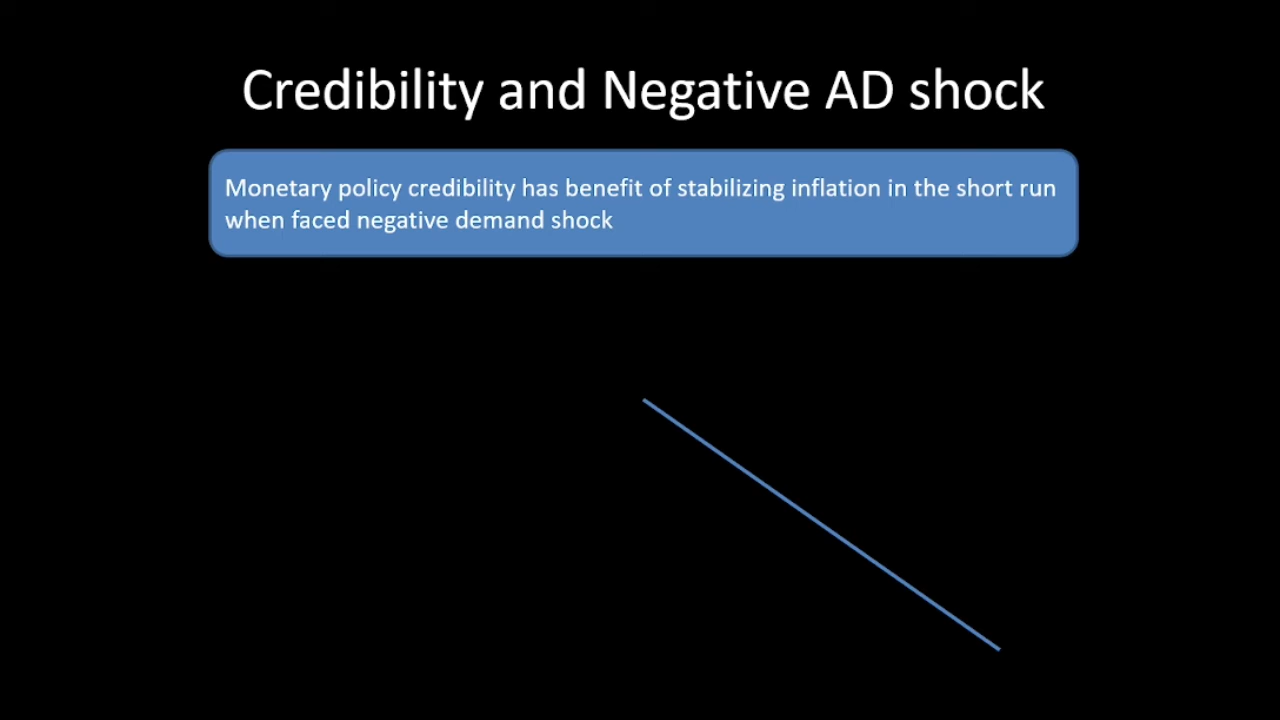 Credibility and Negative AD shock
Monetary policy credibility has benefit of stabilizing inflation in the short run
when faced negative demand shock